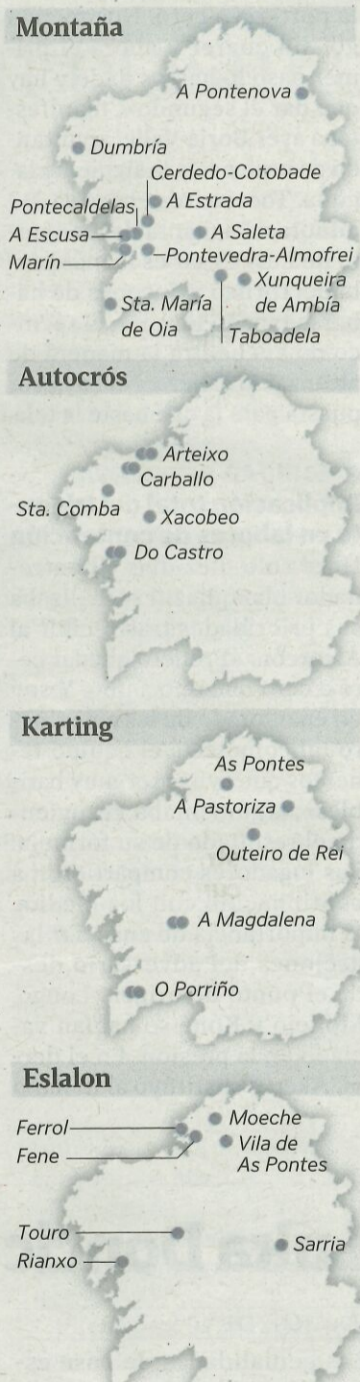 Montaña
A Pontenova
Dumbría
Cerdedo-Cotobade
Pontecaldelas
A Estrada
A Escusa
A Saleta
Marín
Pontevedra-Almofrei
Xunqueira
de Ambía
Sta. María
de Oia
Taboadela
Autocrós
Arteixo
Carballo
Sta. Comba
Xacobeo
Do Castro
Karting
As Pontes
A Pastoriza
Outeiro de Rei
A Magdalena
O Porriño
Eslalon
Moeche
Ferrol
Vila de
As Pontes
Fene
Touro
Sarria
Rianxo